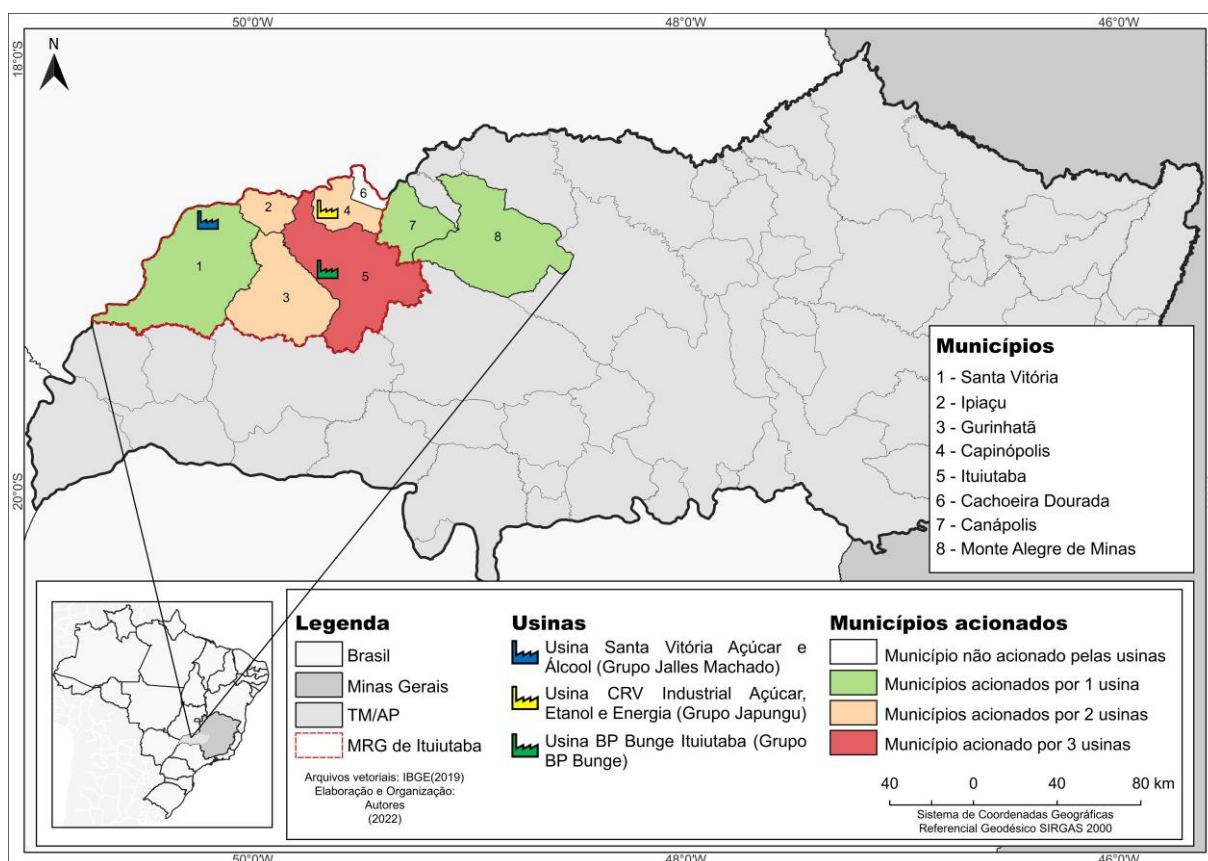 50°0'W
48°0'W
46°0'W
18°0'S
N
6
2
4
7
8
1
5
3
Municípios
1 - Santa Vitória
2 - Ipiaçu
3 - Gurinhatã
4 - Capinópolis
5 - Ituiutaba
6 - Cachoeira Dourada
7 - Canápolis
8 - Monte Alegre de Minas
20°0'S
Legenda
Brasil
Minas Gerais
TM/AP
MRG de Ituiutaba
Arquivos vetoriais: IBGE(2019)
Elaboração e Organização:
Autores
(2022)
Usinas
Usina Santa Vitória Açúcar e
Álcool (Grupo Jalles Machado)
Usina CRV Industrial Açúcar,
Etanol e Energia (Grupo Japungu)
Usina BP Bunge Ituiutaba (Grupo
BP Bunge)
Municípios acionados
Município não acionado pelas usinas
Municípios acionados por 1 usina
Municípios acionados por 2 usinas
Município acionado por 3 usinas
40 0 40 80 km
Sistema de Coordenadas Geográficas
Referencial Geodésico SIRGAS 2000
50°0'W
48°0'W
46°0'W